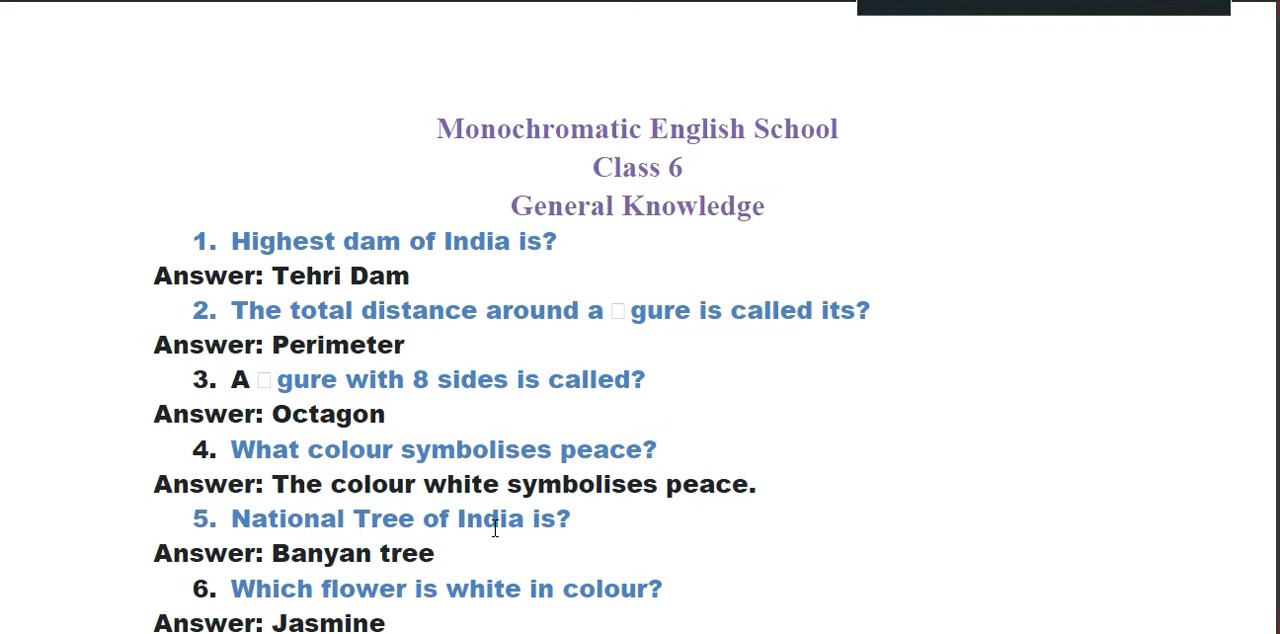 Monochromatic English School
Class 6
General Knowledge
1. Highest dam of India is?
Answer: Tehri Dam
2. The total distance around a □gure is called its?
Answer: Perimeter
3. A □gure with 8 sides is called?
Answer: Octagon
4. What colour symbolises peace?
Answer: The colour white symbolises peace.
5. National Tree of India is?
Answer: Banyan tree
6. Which flower is white in colour?
Answer: Jasmine